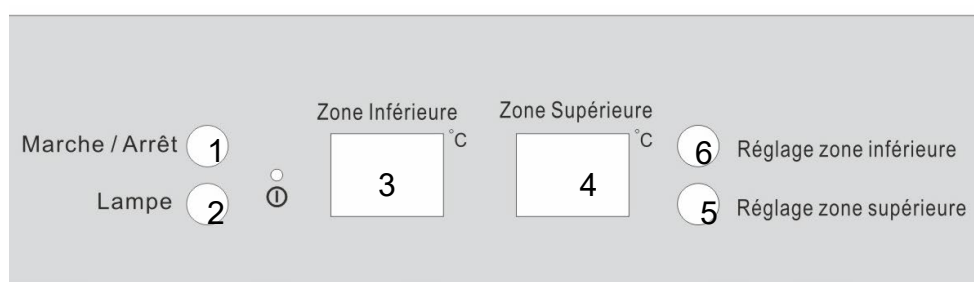 Zone Inférieure
Zone Supérieure
°C
°C
Marche / Arrêt 1
Lampe 2
3
4
6 Réglage zone inférieure
5 Réglage zone supérieure